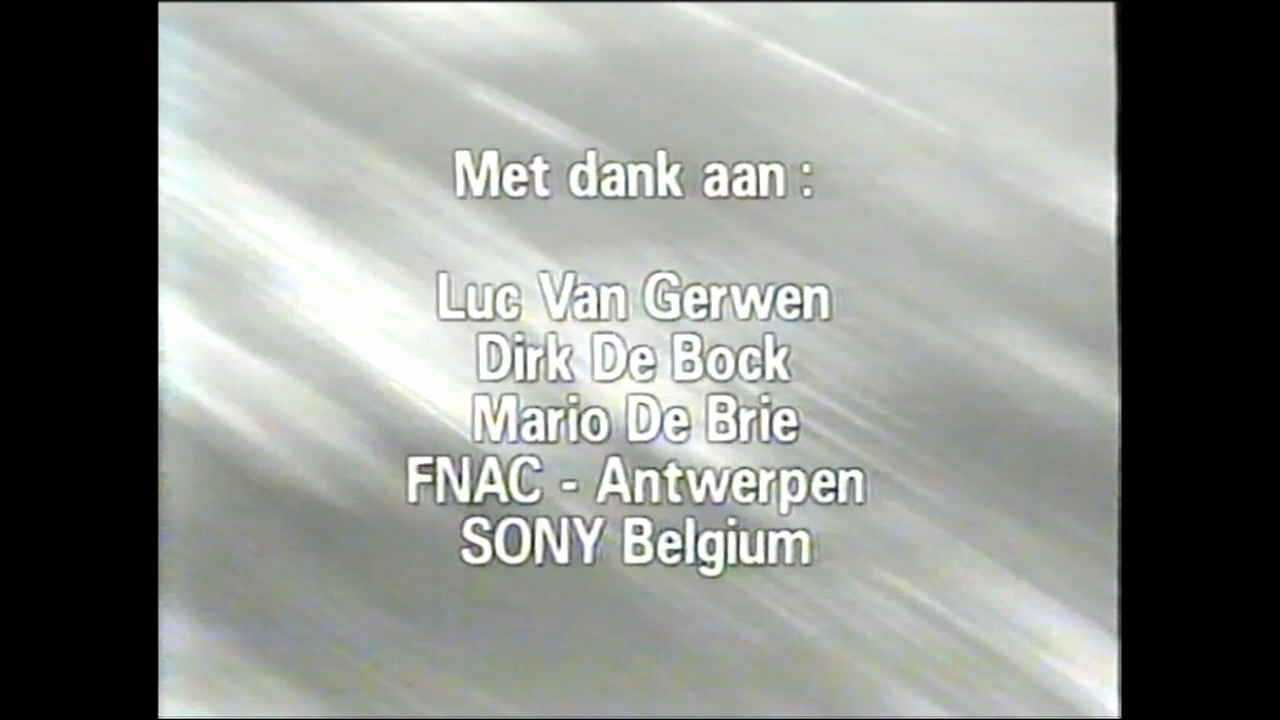 Met dank aan :
Luc Van Gerwen
Dirk De Bock
Mario De Brie
FNAC - Antwerpen
SONY Belgium